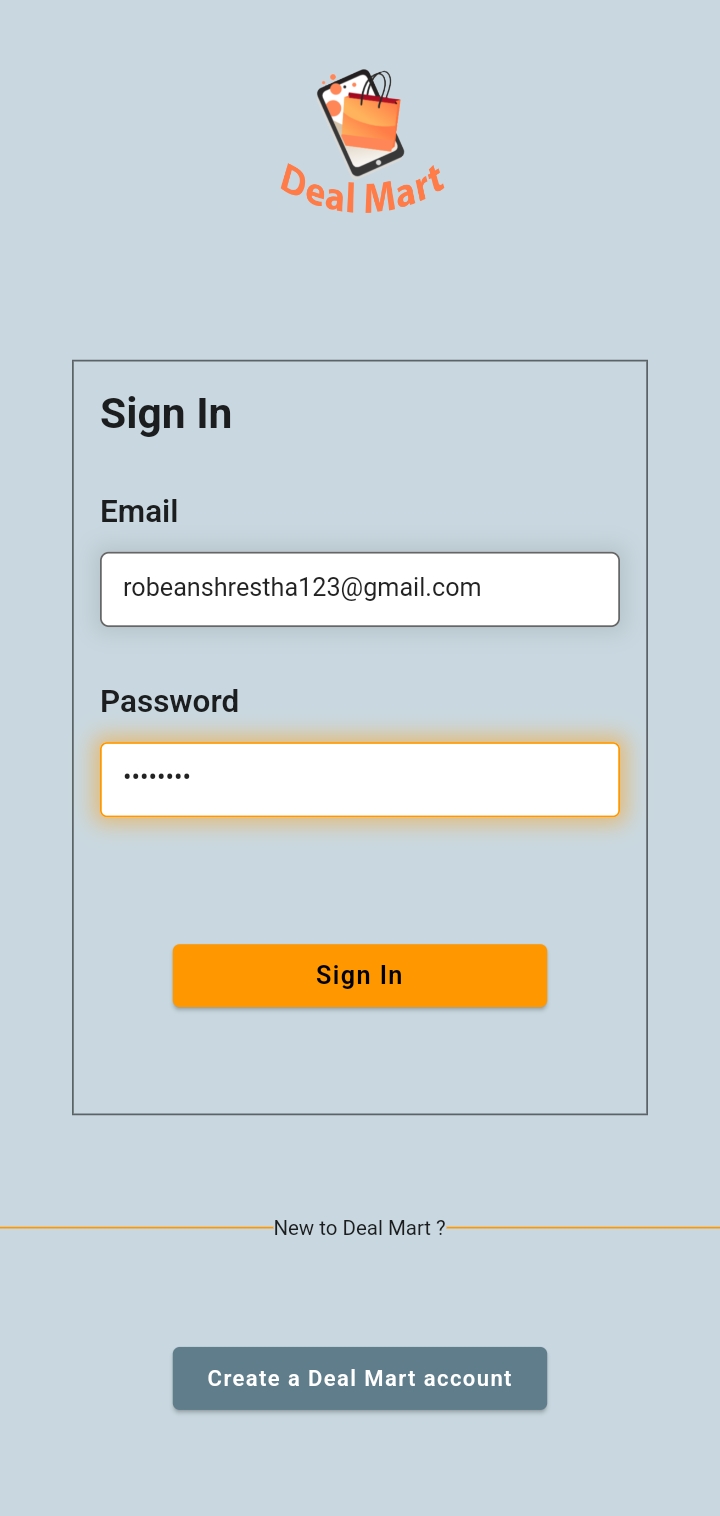 Deal Mart
Sign In
Email
robeanshrestha123@gmail.com
Password
••••••••
Sign In
New to Deal Mart ?
Create a Deal Mart account